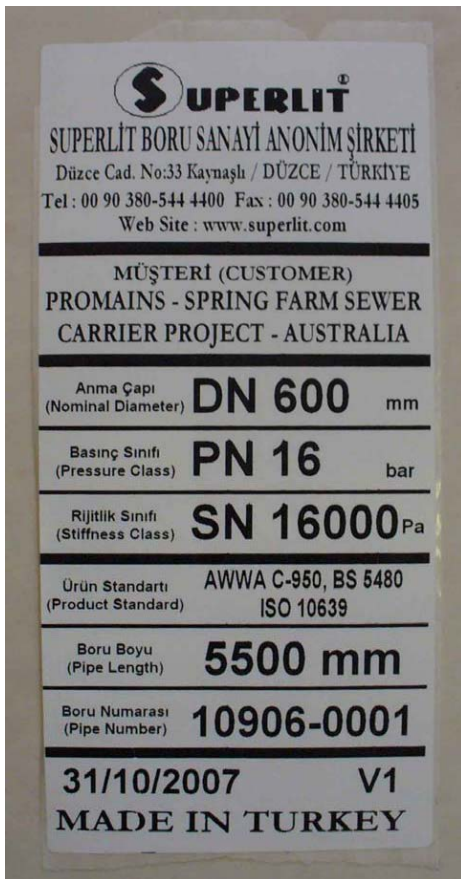 SUPERLIT®
SUPERLİT BORU SANAYİ ANONİM ŞİRKETİ
Düzce Cad. No:33 Kaynaşlı / DÜZCE / TÜRKİYE
Tel : 00 90 380-544 4400 Fax : 00 90 380-544 4405
Web Site : www.superlit.com
MÜŞTERİ (CUSTOMER)
PROMAINS - SPRING FARM SEWER
CARRIER PROJECT - AUSTRALIA
Anma Çapı
(Nominal Diameter) DN 600 mm
Basınç Sınıfı
(Pressure Class) PN 16 bar
Rijitlik Sınıfı
(Stiffness Class) SN 16000 Pa
Ürün Standartı
(Product Standard)
AWWA C-950, BS 5480
ISO 10639
Boru Boyu
(Pipe Length) 5500 mm
Boru Numarası
(Pipe Number) 10906-0001
31/10/2007 V1
MADE IN TURKEY